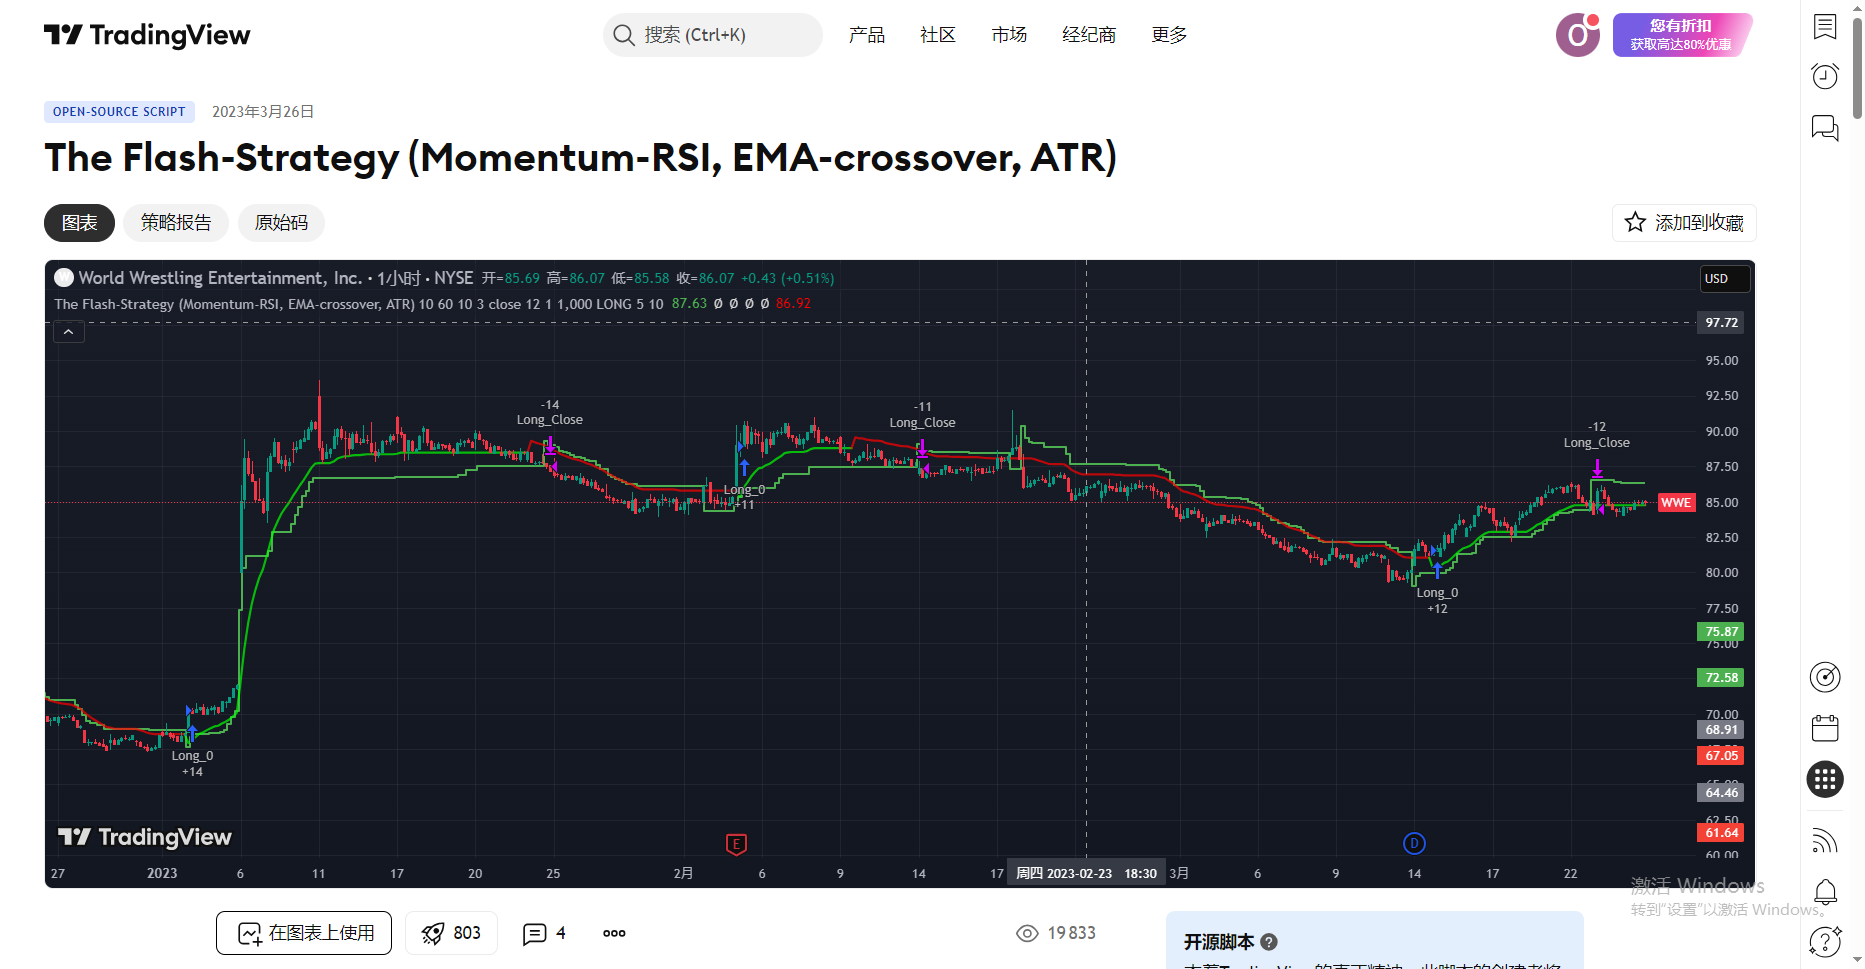 TradingView
搜索 (Ctrl+K)
产品
社区
市场
经纪商
更多
O
您有折扣
获取高达80%优惠
OPEN-SOURCE SCRIPT
2023年3月26日
The Flash-Strategy (Momentum-RSI, EMA-crossover, ATR)
图表
策略报告
原始码
添加到收藏
World Wrestling Entertainment, Inc. · 1小时 · NYSE 开=85.69 高=86.07 低=85.58 收=86.07 +0.43 (+0.51%)
USD
The Flash-Strategy (Momentum-RSI, EMA-crossover, ATR) 10 60 10 3 close 12 1 1,000 LONG 5 10 87.63 Ø Ø Ø Ø 86.92
97.72
95.00
92.50
90.00
87.50
85.00
82.50
80.00
77.50
75.87
75.00
72.58
70.00
68.91
67.05
64.46
62.50
61.64
60.00
WWE
-14
Long_Close
-11
Long_Close
-12
Long_Close
Long_0
+11
Long_0
+12
Long_0
+14
TradingView
E
D
27
2023
6
11
17
20
25
2月
6
9
14
17
周四 2023-02-23 18:30
3月
6
9
14
17
22
激活 Windows
转到“设置”以激活 Windows。
在图表上使用
803
4
19 833
开源脚本